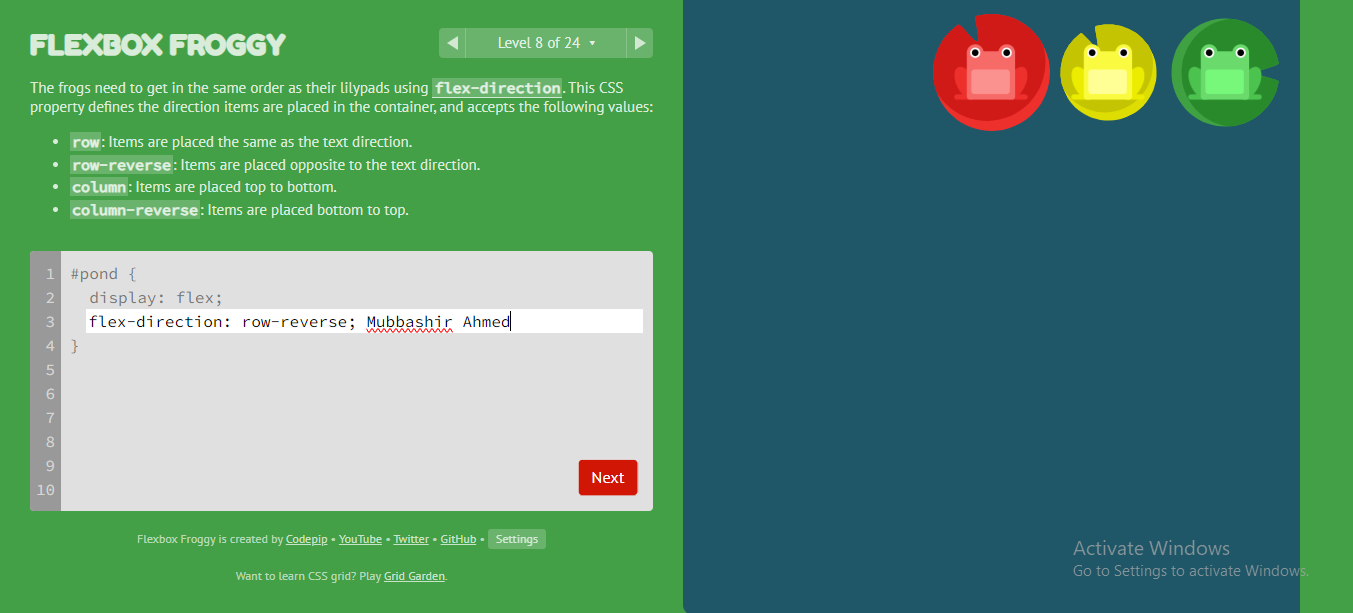 FLEXBOX FROGGY
Level 8 of 24
The frogs need to get in the same order as their lilypads using flex-direction. This CSS
property defines the direction items are placed in the container, and accepts the following values:
row: Items are placed the same as the text direction.
row-reverse: Items are placed opposite to the text direction.
column: Items are placed top to bottom.
column-reverse: Items are placed bottom to top.
1 #pond {
2 display: flex;
3 flex-direction: row-reverse; Mubbashir Ahmed
4 }
5
6
7
8
9
10
Next
Flexbox Froggy is created by Codepip • YouTube • Twitter • GitHub • Settings
Want to learn CSS grid? Play Grid Garden.
Activate Windows
Go to Settings to activate Windows.